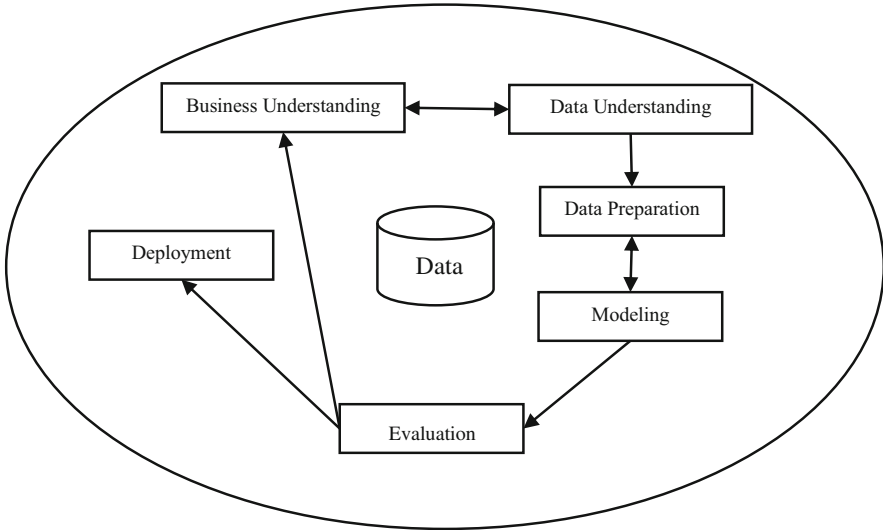 Business Understanding
Data Understanding
Data Preparation
Deployment
Data
Modeling
Evaluation